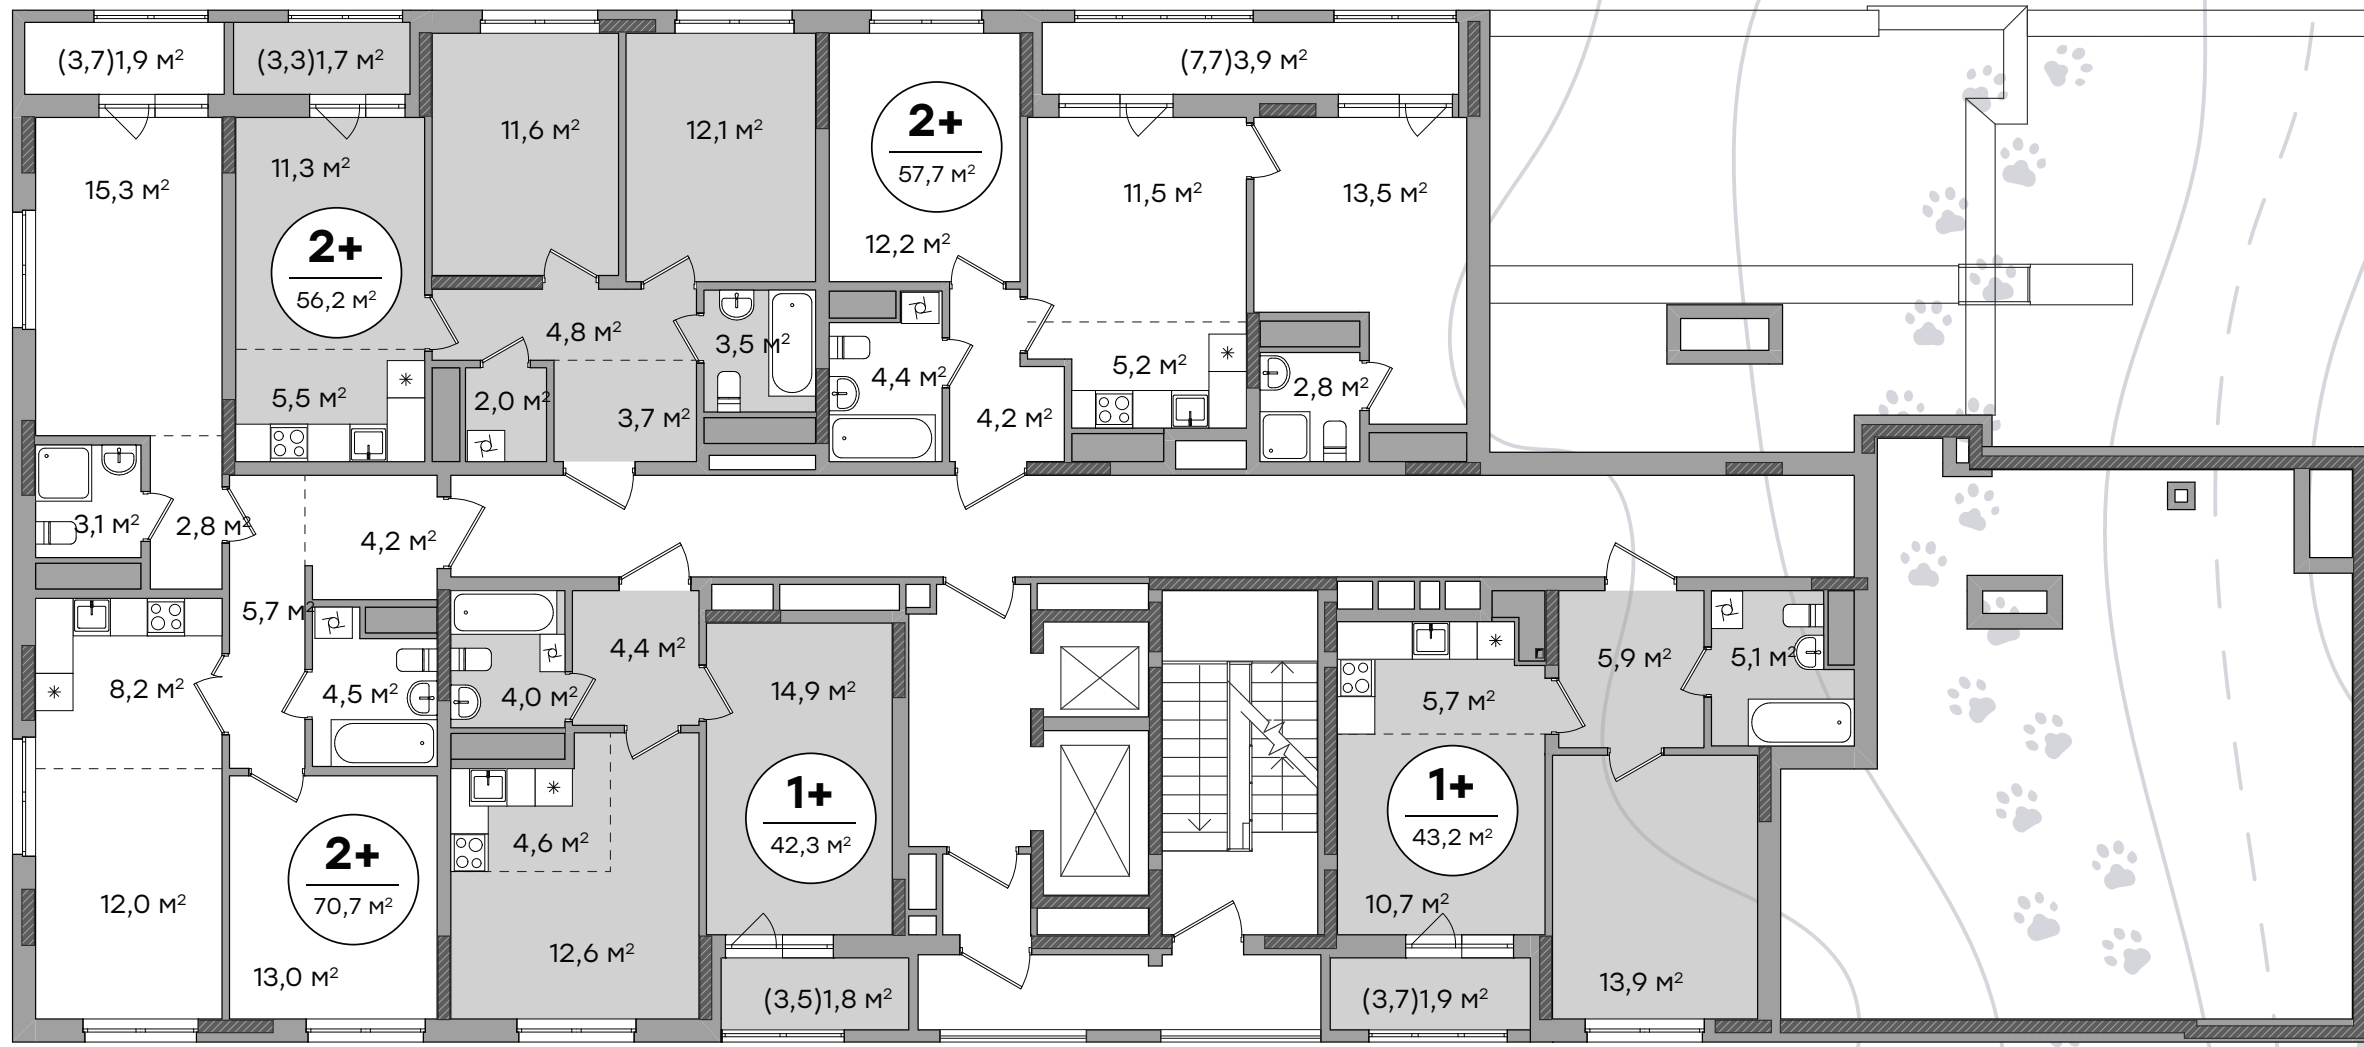 (3,7)1,9 м²
(3,3)1,7 м²
(7,7)3,9 м²
11,6 м²
12,1 м²
2+
57,7 м²
11,3 м²
15,3 м²
11,5 м²
13,5 м²
2+
56,2 м²
12,2 м²
4,8 м²
3,5 м²
5,2 м²
4,4 м²
2,8 м²
5,5 м²
2,0 м²
3,7 м²
4,2 м²
3,1 м²
2,8 м²
4,2 м²
5,7 м²
4,4 м²
5,9 м²
5,1 м²
8,2 м²
4,5 м²
4,0 м²
14,9 м²
5,7 м²
1+
42,3 м²
1+
43,2 м²
4,6 м²
2+
70,7 м²
12,0 м²
10,7 м²
12,6 м²
13,0 м²
13,9 м²
(3,5)1,8 м²
(3,7)1,9 м²